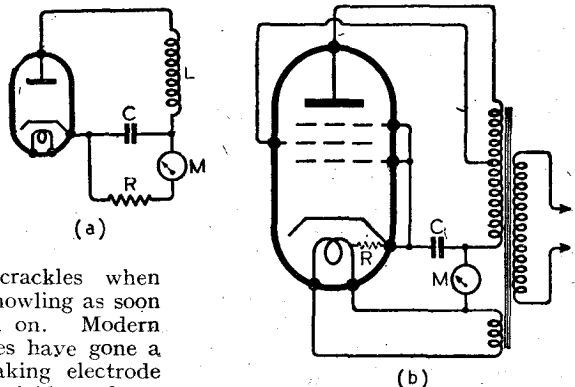 L
C
M
R
(a)
C
R
M
(b)
crackles when
howling as soon
on. Modern
es have gone a
aking electrode